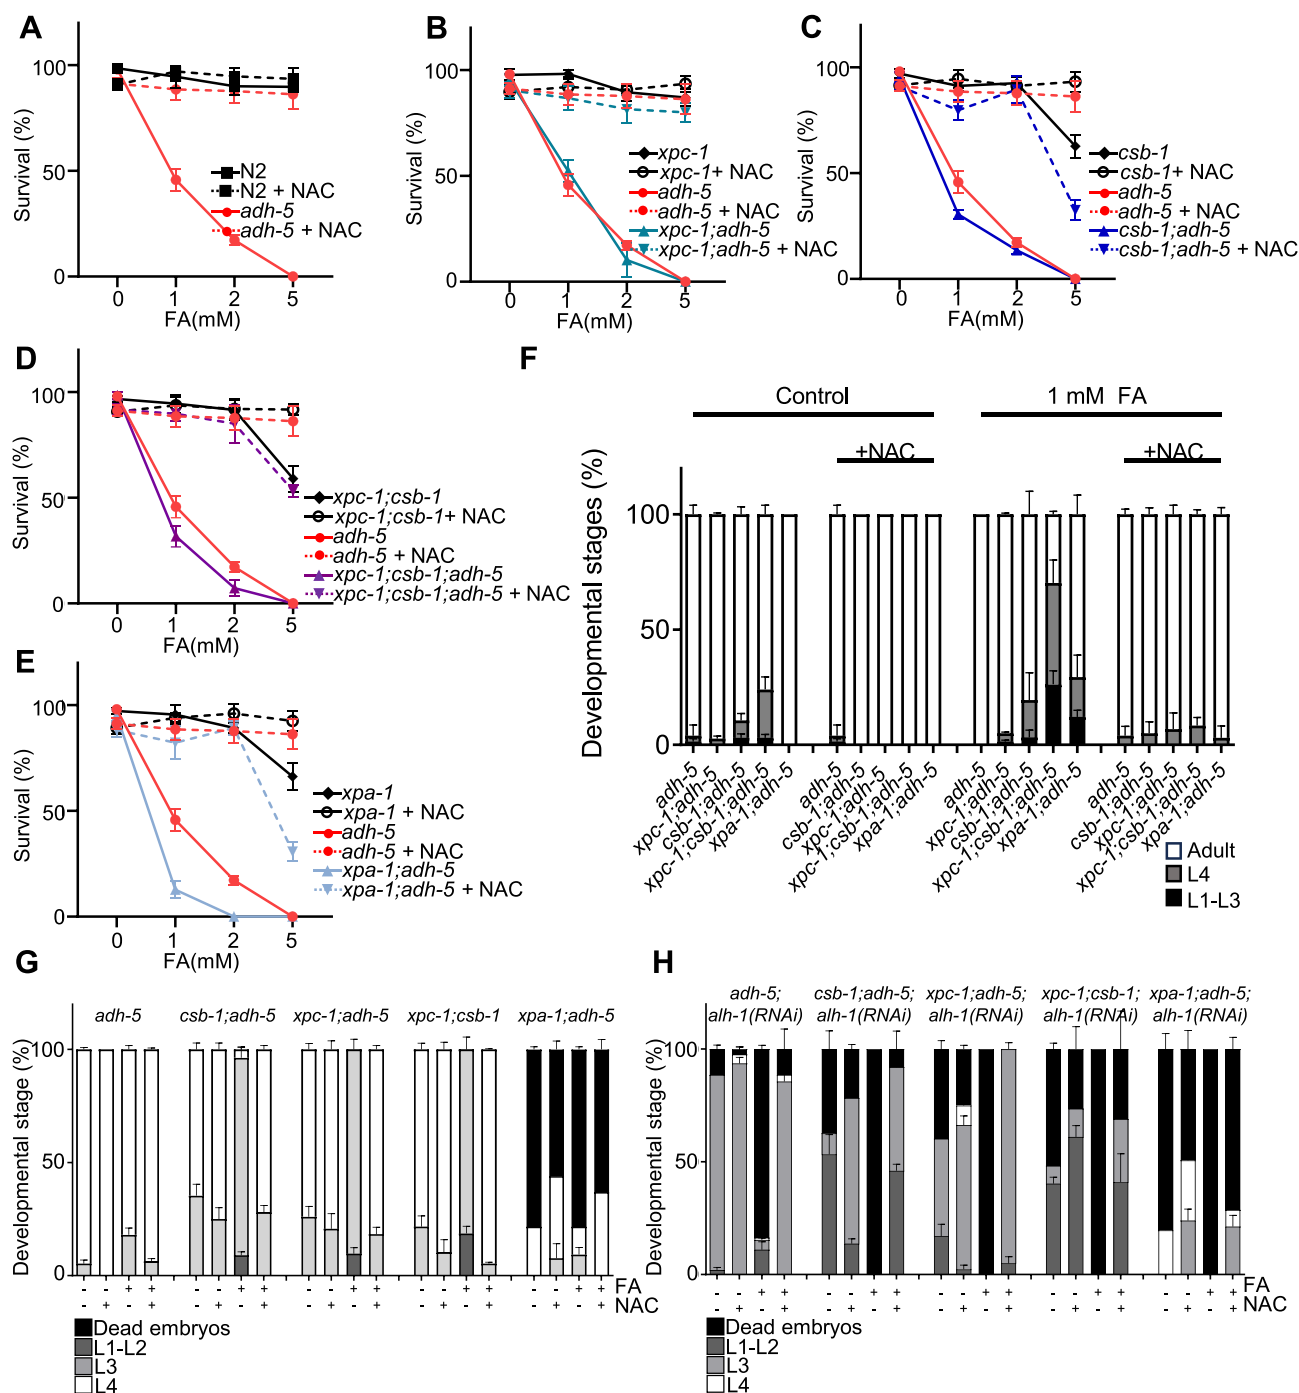 A
Survival (%)
100
50
0
0 1 2 5
FA(mM)
N2
N2 + NAC
adh-5
adh-5 + NAC
B
Survival (%)
100
50
0
0 1 2 5
FA(mM)
xpc-1
xpc-1+ NAC
adh-5
adh-5 + NAC
xpc-1;adh-5
xpc-1;adh-5 + NAC
C
Survival (%)
100
50
0
0 1 2 5
FA(mM)
csb-1
csb-1+ NAC
adh-5
adh-5 + NAC
csb-1;adh-5
csb-1;adh-5 + NAC
D
Survival (%)
100
50
0
0 1 2 5
FA(mM)
xpc-1;csb-1
xpc-1;csb-1+ NAC
adh-5
adh-5 + NAC
xpc-1;csb-1;adh-5
xpc-1;csb-1;adh-5 + NAC
E
Survival (%)
100
50
0
0 1 2 5
FA(mM)
xpa-1
xpa-1 + NAC
adh-5
adh-5 + NAC
xpa-1;adh-5
xpa-1;adh-5 + NAC
F
Control
1 mM FA
+NAC
+NAC
Developmental stages (%)
100
50
0
adh-5
xpc-1;adh-5
csb-1;adh-5
xpc-1;csb-1;adh-5
xpa-1;adh-5
adh-5
csb-1;adh-5
xpc-1;adh-5
xpc-1;csb-1;adh-5
xpa-1;adh-5
adh-5
xpc-1;adh-5
csb-1;adh-5
xpc-1;csb-1;adh-5
xpa-1;adh-5
adh-5
csb-1;adh-5
xpc-1;adh-5
xpc-1;csb-1;adh-5
xpa-1;adh-5
Adult
L4
L1-L3
G
adh-5 csb-1;adh-5 xpc-1;adh-5 xpc-1;csb-1 xpa-1;adh-5
Developmental stage (%)
100
50
0
- - + + - - + + - - + + - - + + - - + + FA
- + - + - + - + - + - + - + - + - + - + NAC
Dead embryos
L1-L2
L3
L4
H
adh-5; csb-1;adh-5; xpc-1;adh-5; xpc-1;csb-1; xpa-1;adh-5;
alh-1(RNAi) alh-1(RNAi) alh-1(RNAi) alh-1(RNAi) alh-1(RNAi)
Developmental stage (%)
100
50
0
- - + + - - + + - - + + - - + + - - + + FA
- + - + - + - + - + - + - + - + - + - + NAC
Dead embryos
L1-L2
L3
L4